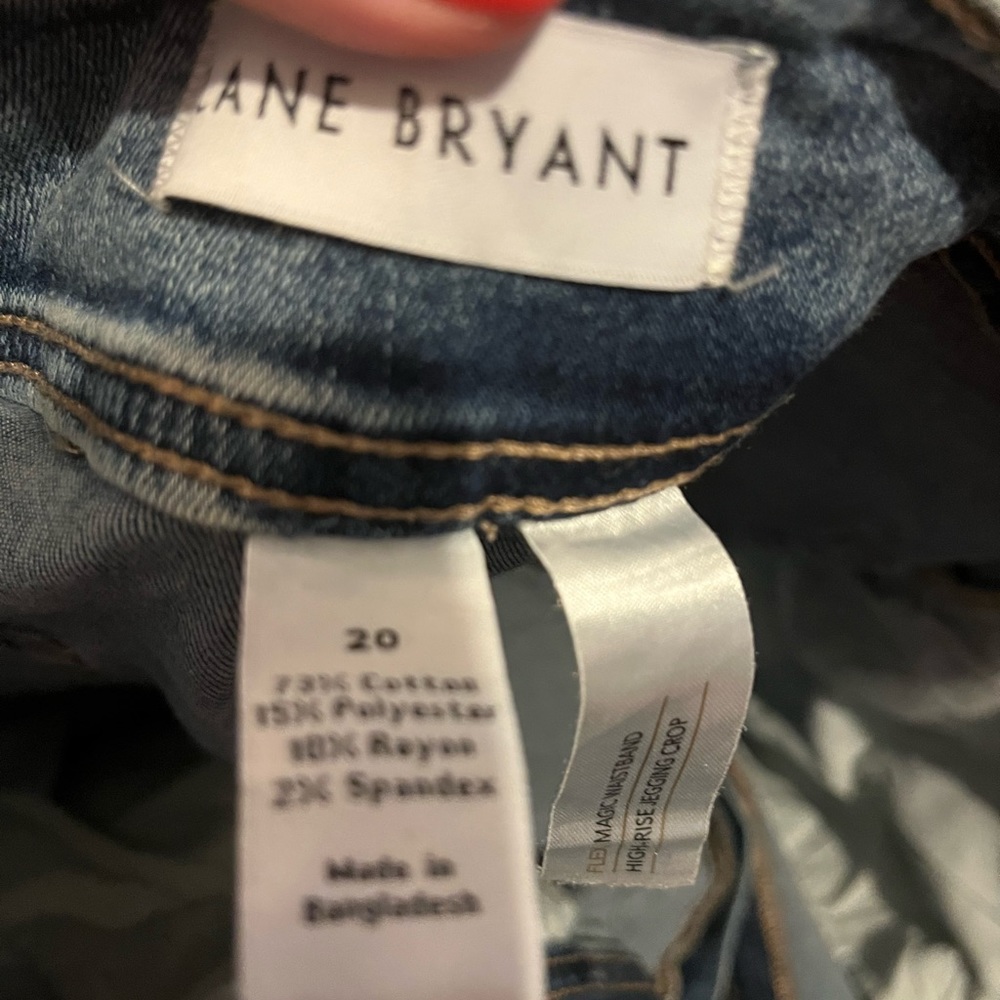 LANE BRYANT
20
73% Cotton
15% Polyester
10% Rayon
2% Spandex
Made in
Bangladesh
FLEX MAGIC WAISTBAND
HIGH-RISE JEGGING CROP